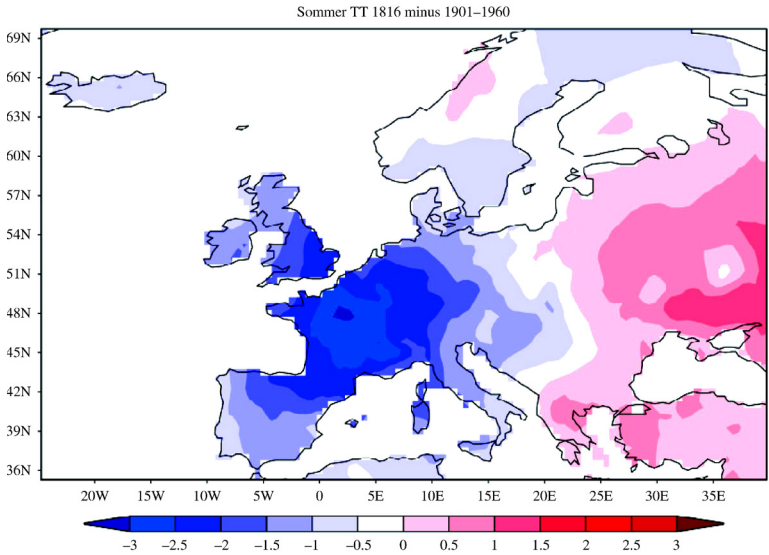 Sommer TT 1816 minus 1901–1960
69N
66N
63N
60N
57N
54N
51N
48N
45N
42N
39N
36N
20W 15W 10W 5W 0 5E 10E 15E 20E 25E 30E 35E
−3 −2.5 −2 −1.5 −1 −0.5 0 0.5 1 1.5 2 2.5 3